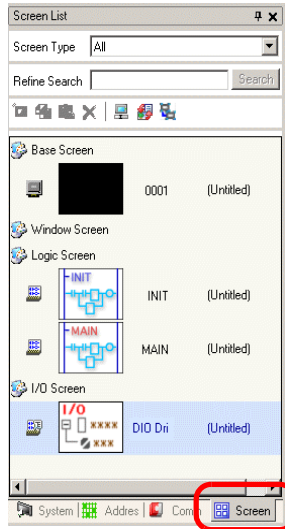 Screen List
Screen Type All
Refine Search Search
Base Screen
0001 (Untitled)
Window Screen
Logic Screen
INIT
INIT (Untitled)
MAIN
MAIN (Untitled)
I/O Screen
I/O
****
***
DIO Dri (Untitled)
System Addres Comm Screen